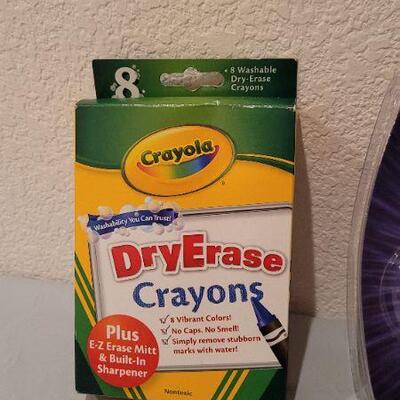 8
• 8 Washable
Dry-Erase
Crayons
Crayola
Washability You Can Trust!
DryErase
Crayons
8 Vibrant Colors!
No Caps. No Smell!
Simply remove stubborn
marks with water!
Plus
E-Z Erase Mitt
& Built-In
Sharpener
Nontoxic